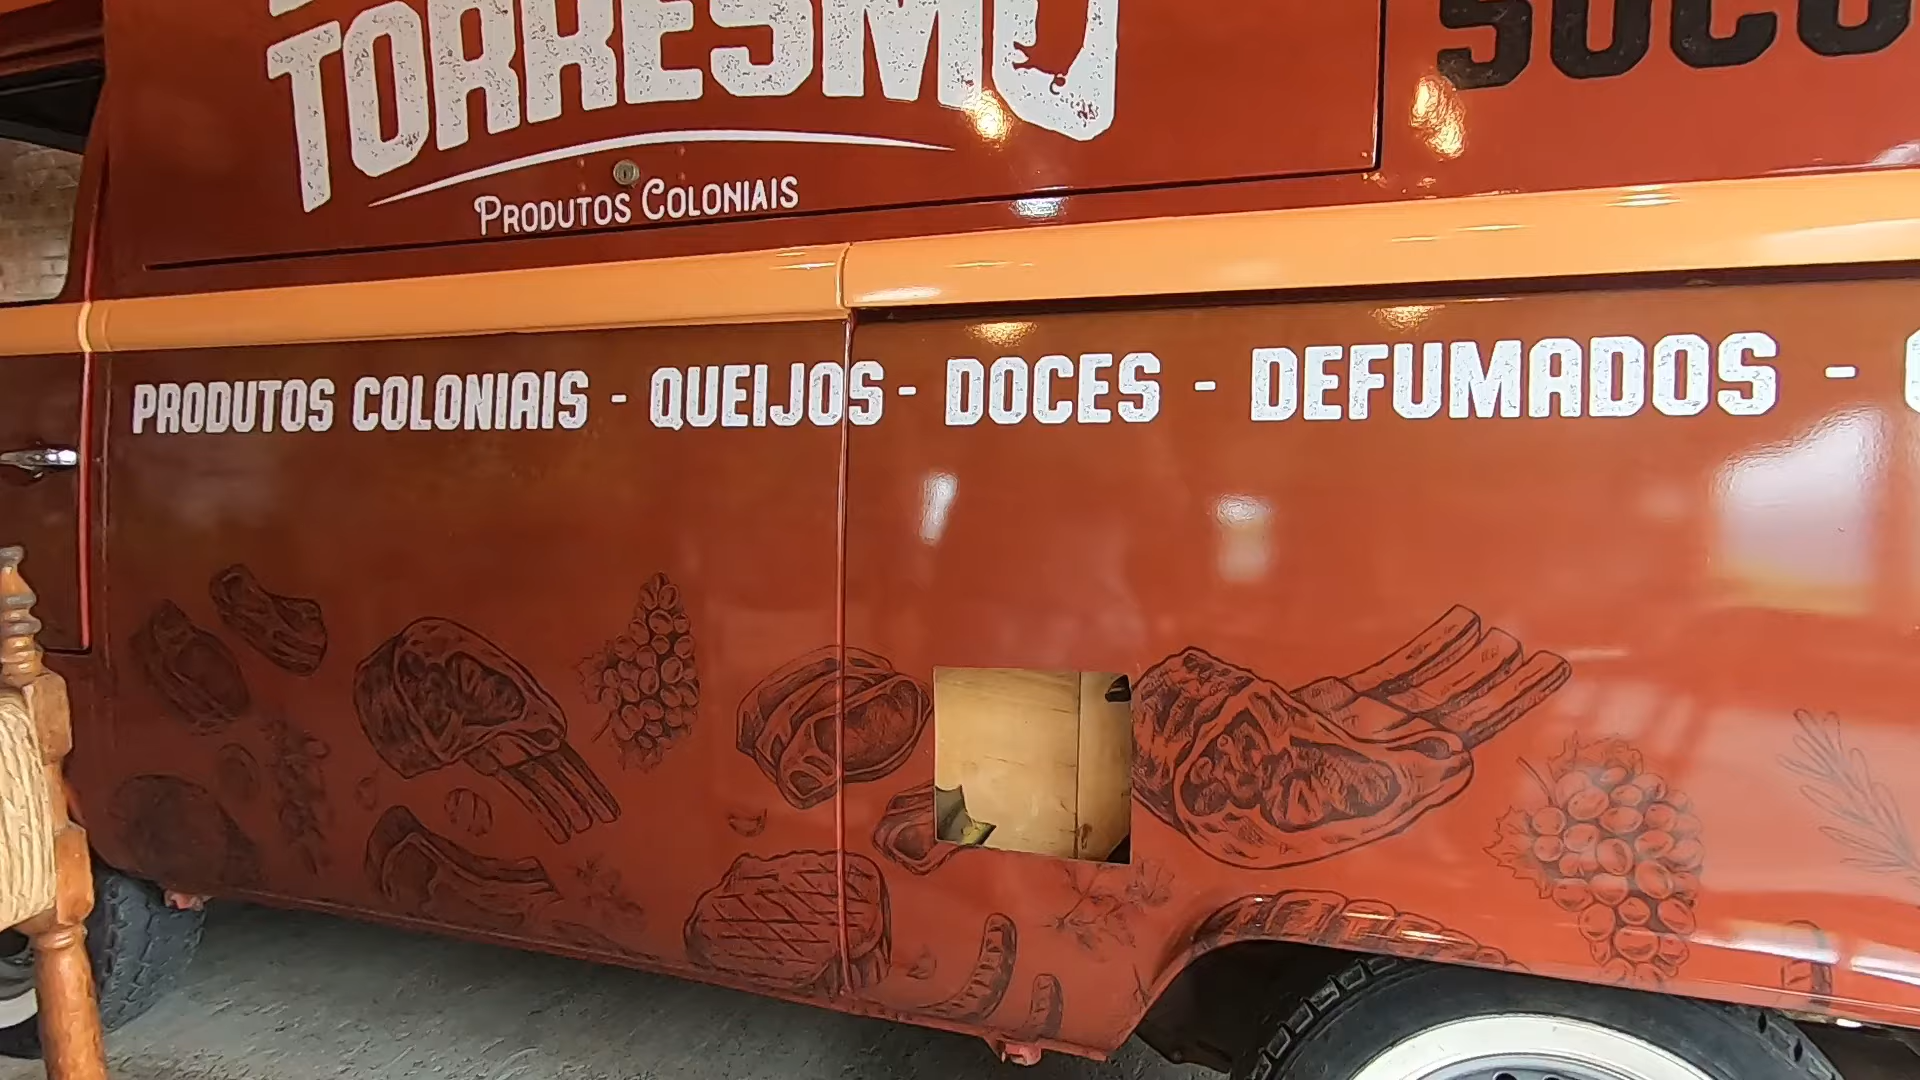 TORRESMO
PRODUTOS COLONIAIS
PRODUTOS COLONIAIS - QUEIJOS - DOCES - DEFUMADOS -